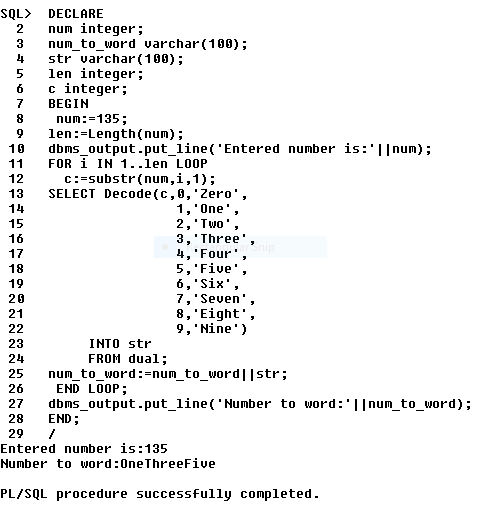 SQL>  DECLARE
  2   num integer;
  3   num_to_word varchar(100);
  4   str varchar(100);
  5   len integer;
  6   c integer;
  7   BEGIN
  8    num:=135;
  9   len:=Length(num);
 10   dbms_output.put_line('Entered number is:'||num);
 11   FOR i IN 1..len LOOP
 12     c:=substr(num,i,1);
 13   SELECT Decode(c,0,'Zero',
 14                   1,'One',
 15                   2,'Two',
 16                   3,'Three',
 17                   4,'Four',
 18                   5,'Five',
 19                   6,'Six',
 20                   7,'Seven',
 21                   8,'Eight',
 22                   9,'Nine')
 23        INTO str
 24        FROM dual;
 25   num_to_word:=num_to_word||str;
 26    END LOOP;
 27   dbms_output.put_line('Number to word:'||num_to_word);
 28   END;
 29   /
Entered number is:135
Number to word:OneThreeFive

PL/SQL procedure successfully completed.